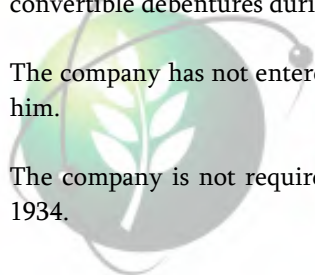 convertible debentures duri
The company has not entere
him.
The company is not require
1934.